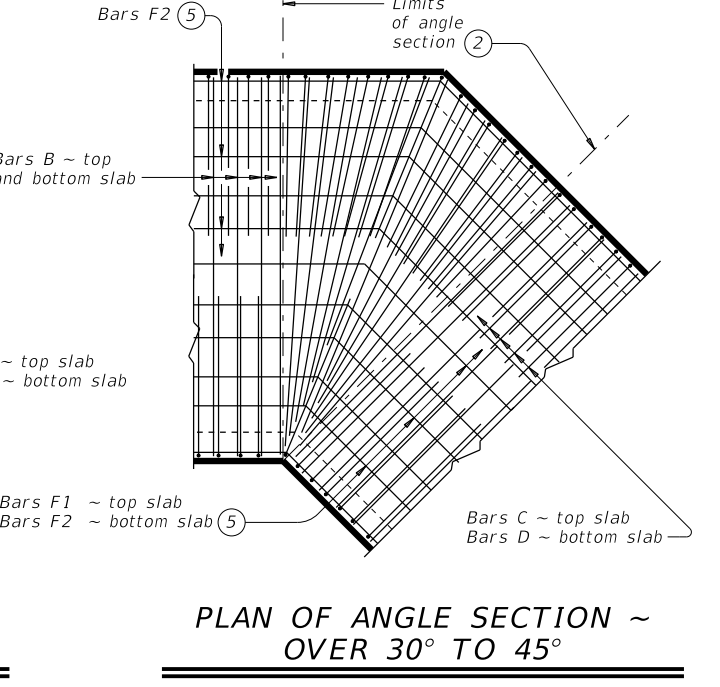 Limits
of angle
section 2
Bars F2 5
Bars B ~ top
and bottom slab
~ top slab
~ bottom slab
Bars F1 ~ top slab
Bars F2 ~ bottom slab 5
Bars C ~ top slab
Bars D ~ bottom slab
PLAN OF ANGLE SECTION ~
OVER 30° TO 45°